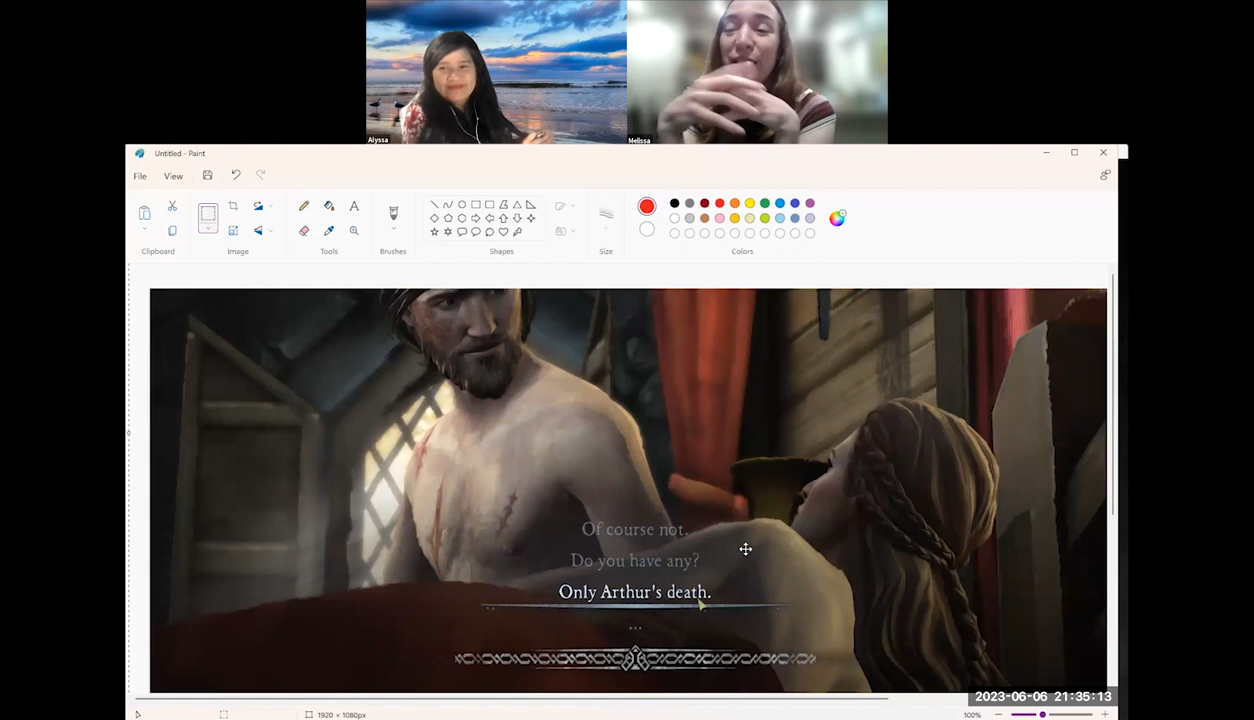 Alyssa
Melissa
Untitled - Paint
File
View
Clipboard
Image
Tools
Brushes
Shapes
Size
Colors
A
Of course not.
Do you have any?
Only Arthur's death.
...
2023-06-06 21:35:13
1920 × 1080px
100%